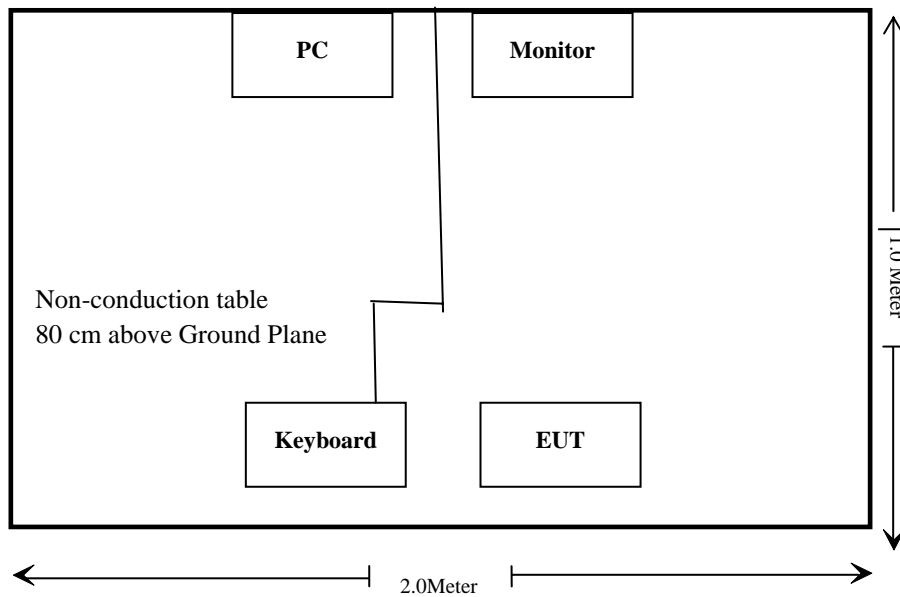 PC
Monitor
1.0 Meter
Non-conduction table
80 cm above Ground Plane
Keyboard
EUT
2.0Meter